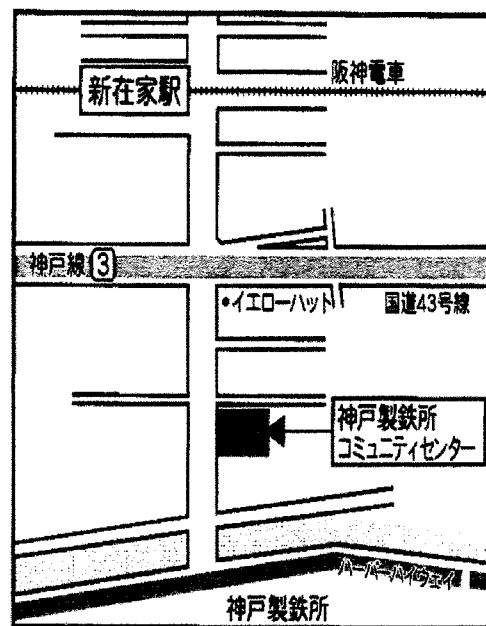 阪神電車
新在家駅
神戸線 3
•イエローハット
国道43号線
神戸製鉄所
コミュニティセンター
ハーバーハイウェイ
神戸製鉄所